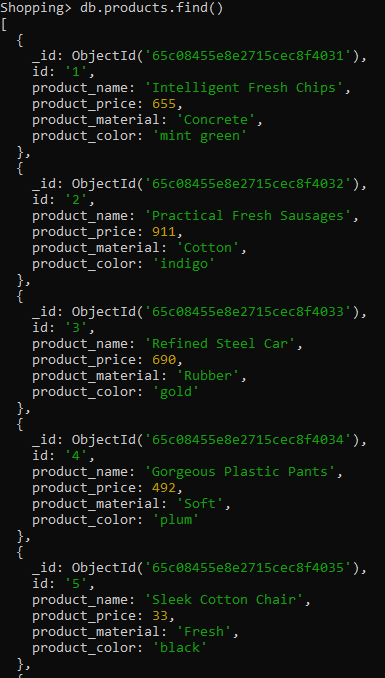 Shopping> db.products.find()
[
  {
    _id: ObjectId('65c08455e8e2715cec8f4031'),
    id: '1',
    product_name: 'Intelligent Fresh Chips',
    product_price: 655,
    product_material: 'Concrete',
    product_color: 'mint green'
  },
  {
    _id: ObjectId('65c08455e8e2715cec8f4032'),
    id: '2',
    product_name: 'Practical Fresh Sausages',
    product_price: 911,
    product_material: 'Cotton',
    product_color: 'indigo'
  },
  {
    _id: ObjectId('65c08455e8e2715cec8f4033'),
    id: '3',
    product_name: 'Refined Steel Car',
    product_price: 690,
    product_material: 'Rubber',
    product_color: 'gold'
  },
  {
    _id: ObjectId('65c08455e8e2715cec8f4034'),
    id: '4',
    product_name: 'Gorgeous Plastic Pants',
    product_price: 492,
    product_material: 'Soft',
    product_color: 'plum'
  },
  {
    _id: ObjectId('65c08455e8e2715cec8f4035'),
    id: '5',
    product_name: 'Sleek Cotton Chair',
    product_price: 33,
    product_material: 'Fresh',
    product_color: 'black'
  },
  {